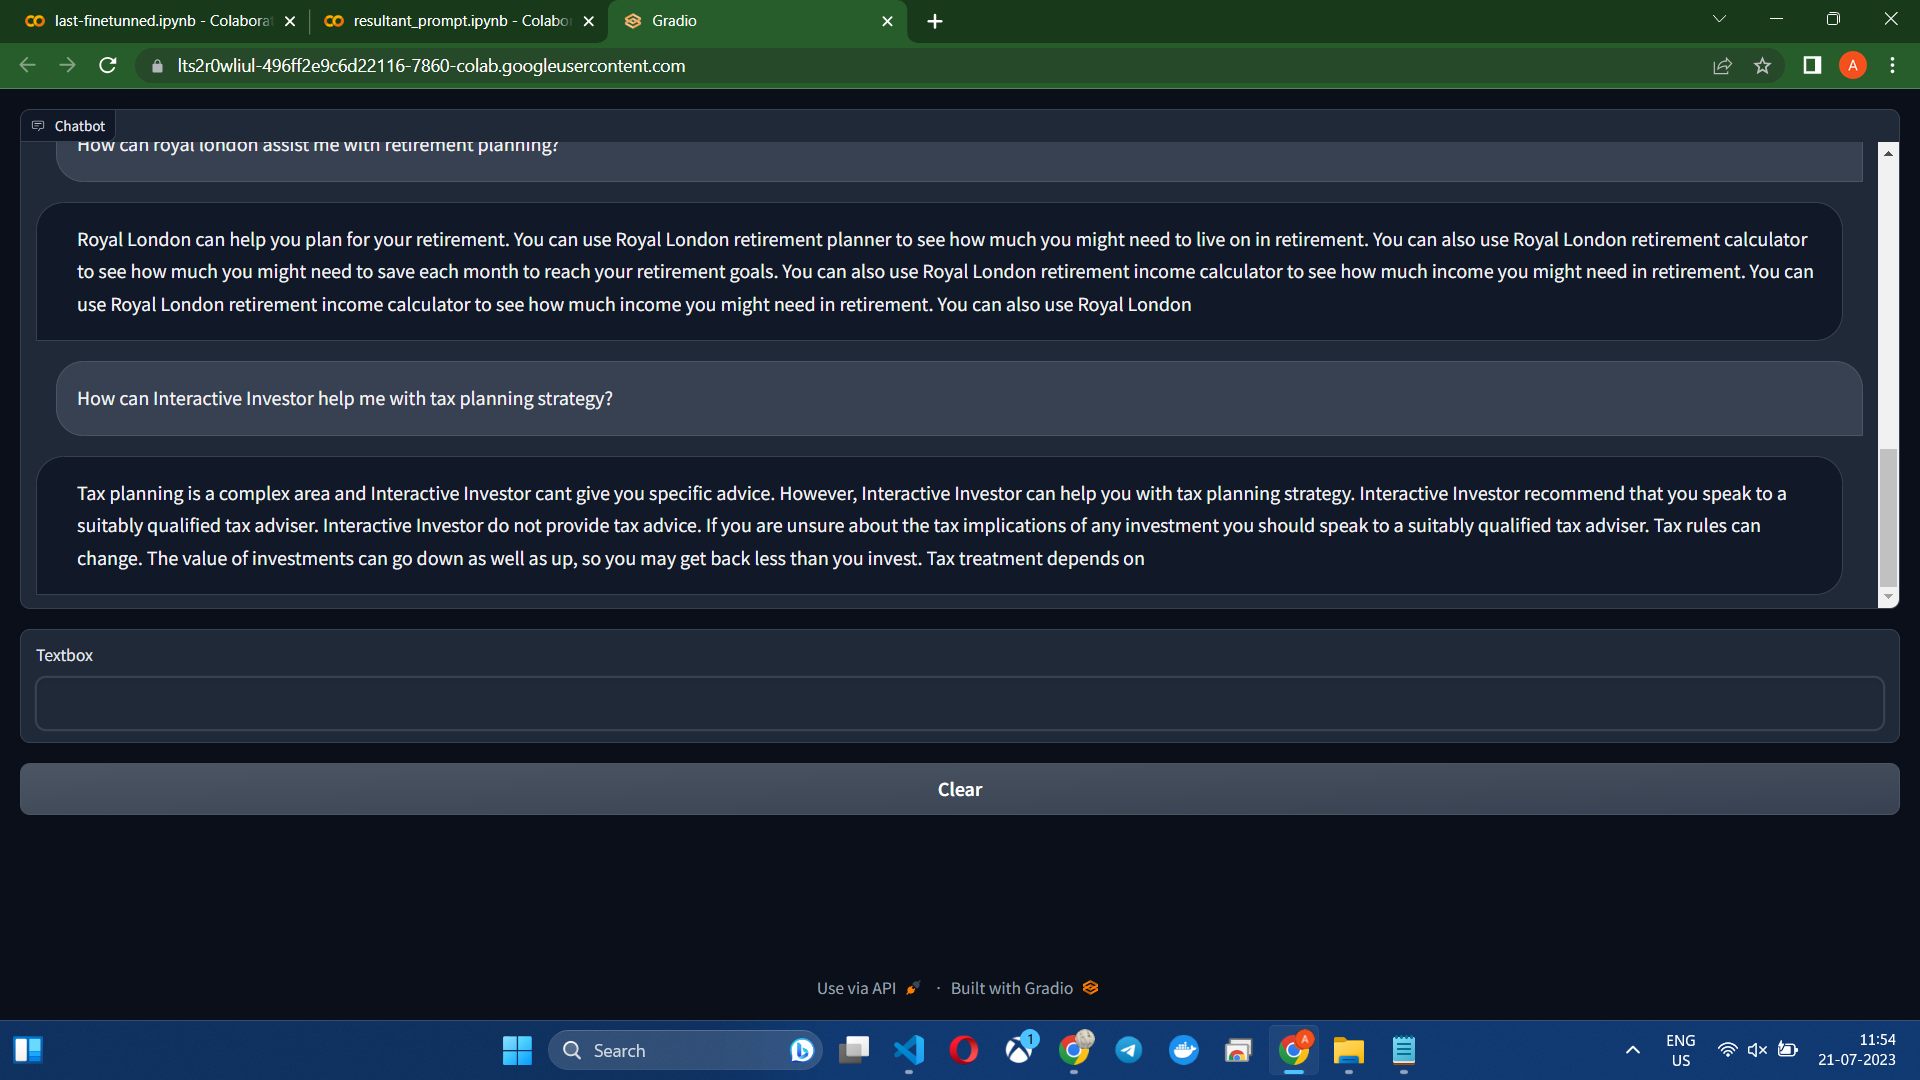 last-finetunned.ipynb - Colabora
resultant_prompt.ipynb - Colabo
Gradio
lts2r0wliul-496ff2e9c6d22116-7860-colab.googleusercontent.com
A
Chatbot
How can royal london assist me with retirement planning?
Royal London can help you plan for your retirement. You can use Royal London retirement planner to see how much you might need to live on in retirement. You can also use Royal London retirement calculator
to see how much you might need to save each month to reach your retirement goals. You can also use Royal London retirement income calculator to see how much income you might need in retirement. You can
use Royal London retirement income calculator to see how much income you might need in retirement. You can also use Royal London
How can Interactive Investor help me with tax planning strategy?
Tax planning is a complex area and Interactive Investor cant give you specific advice. However, Interactive Investor can help you with tax planning strategy. Interactive Investor recommend that you speak to a
suitably qualified tax adviser. Interactive Investor do not provide tax advice. If you are unsure about the tax implications of any investment you should speak to a suitably qualified tax adviser. Tax rules can
change. The value of investments can go down as well as up, so you may get back less than you invest. Tax treatment depends on
Textbox
Clear
Use via API · Built with Gradio
Search
1
A
ENG
US
11:54
21-07-2023